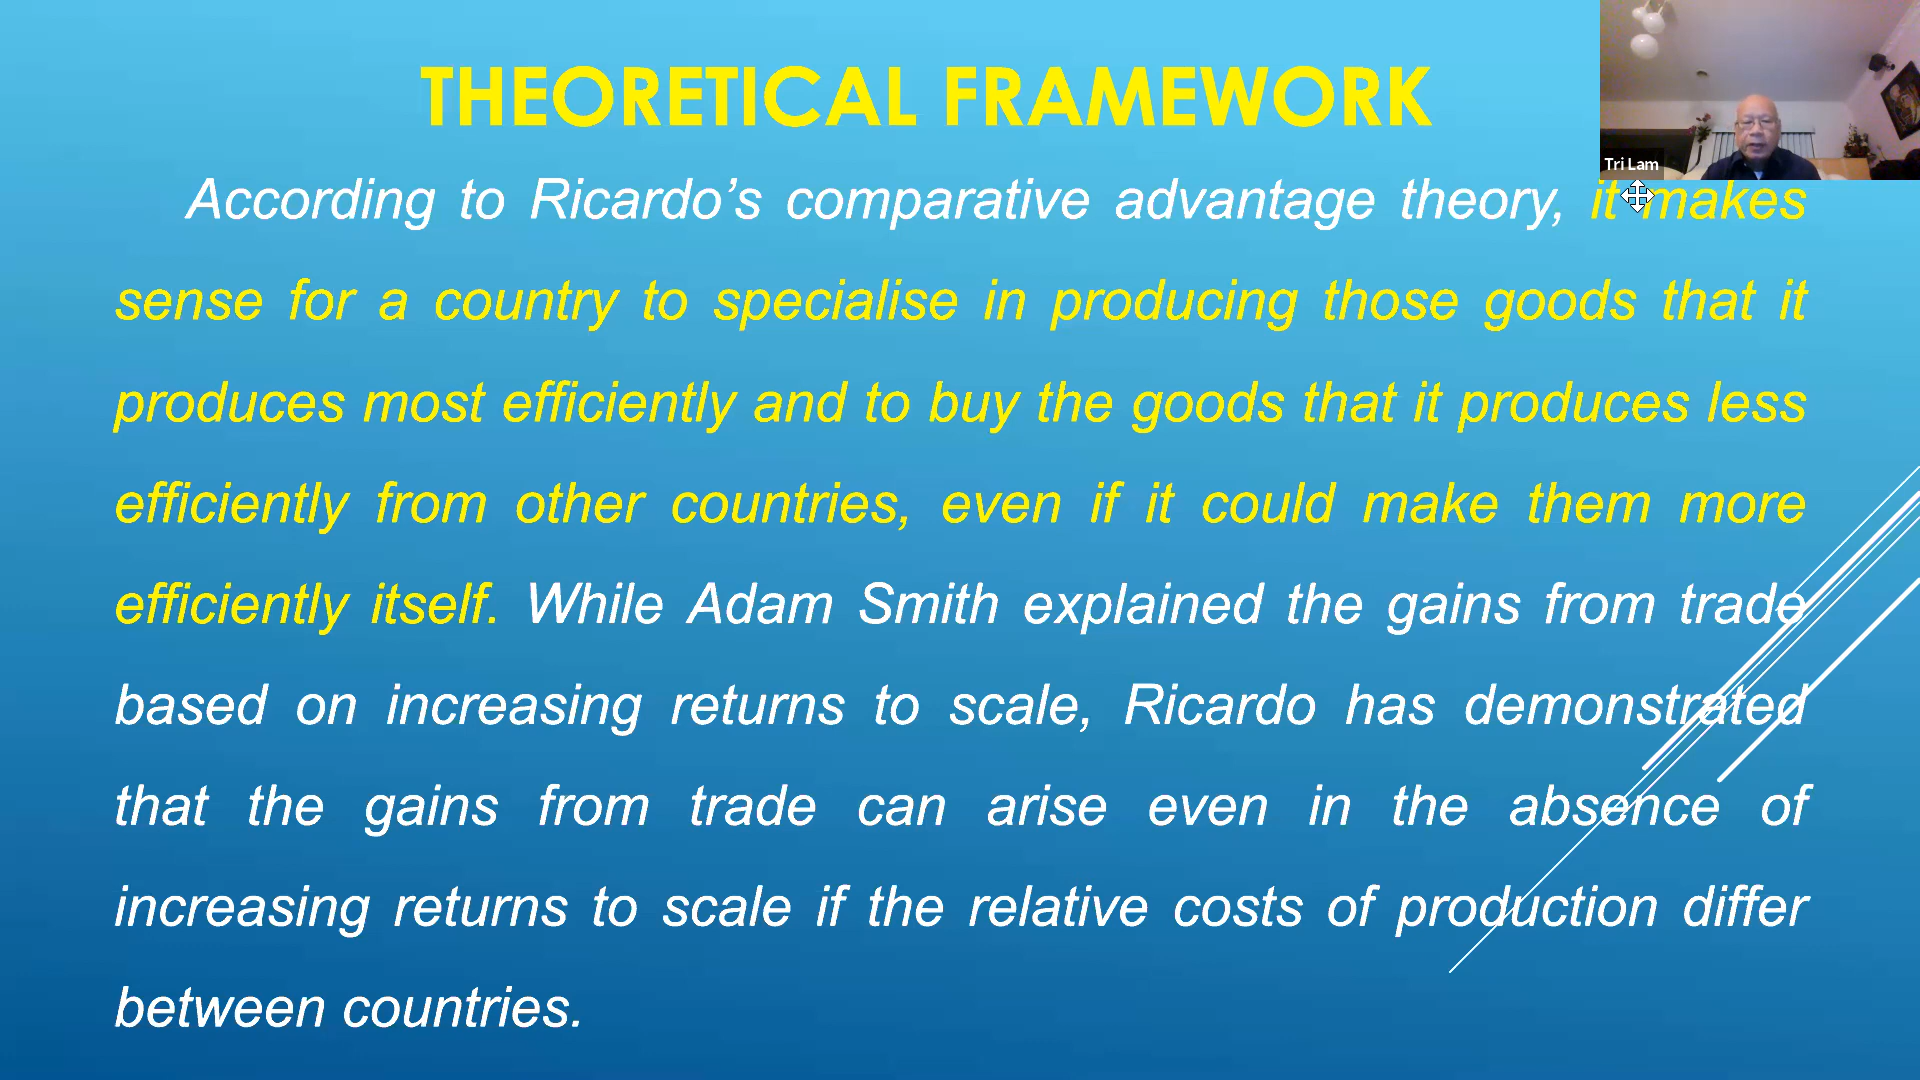 THEORETICAL FRAMEWORK
Tri Lam
According to Ricardo’s comparative advantage theory, it makes
sense for a country to specialise in producing those goods that it
produces most efficiently and to buy the goods that it produces less
efficiently from other countries, even if it could make them more
efficiently itself. While Adam Smith explained the gains from trade
based on increasing returns to scale, Ricardo has demonstrated
that the gains from trade can arise even in the absence of
increasing returns to scale if the relative costs of production differ
between countries.